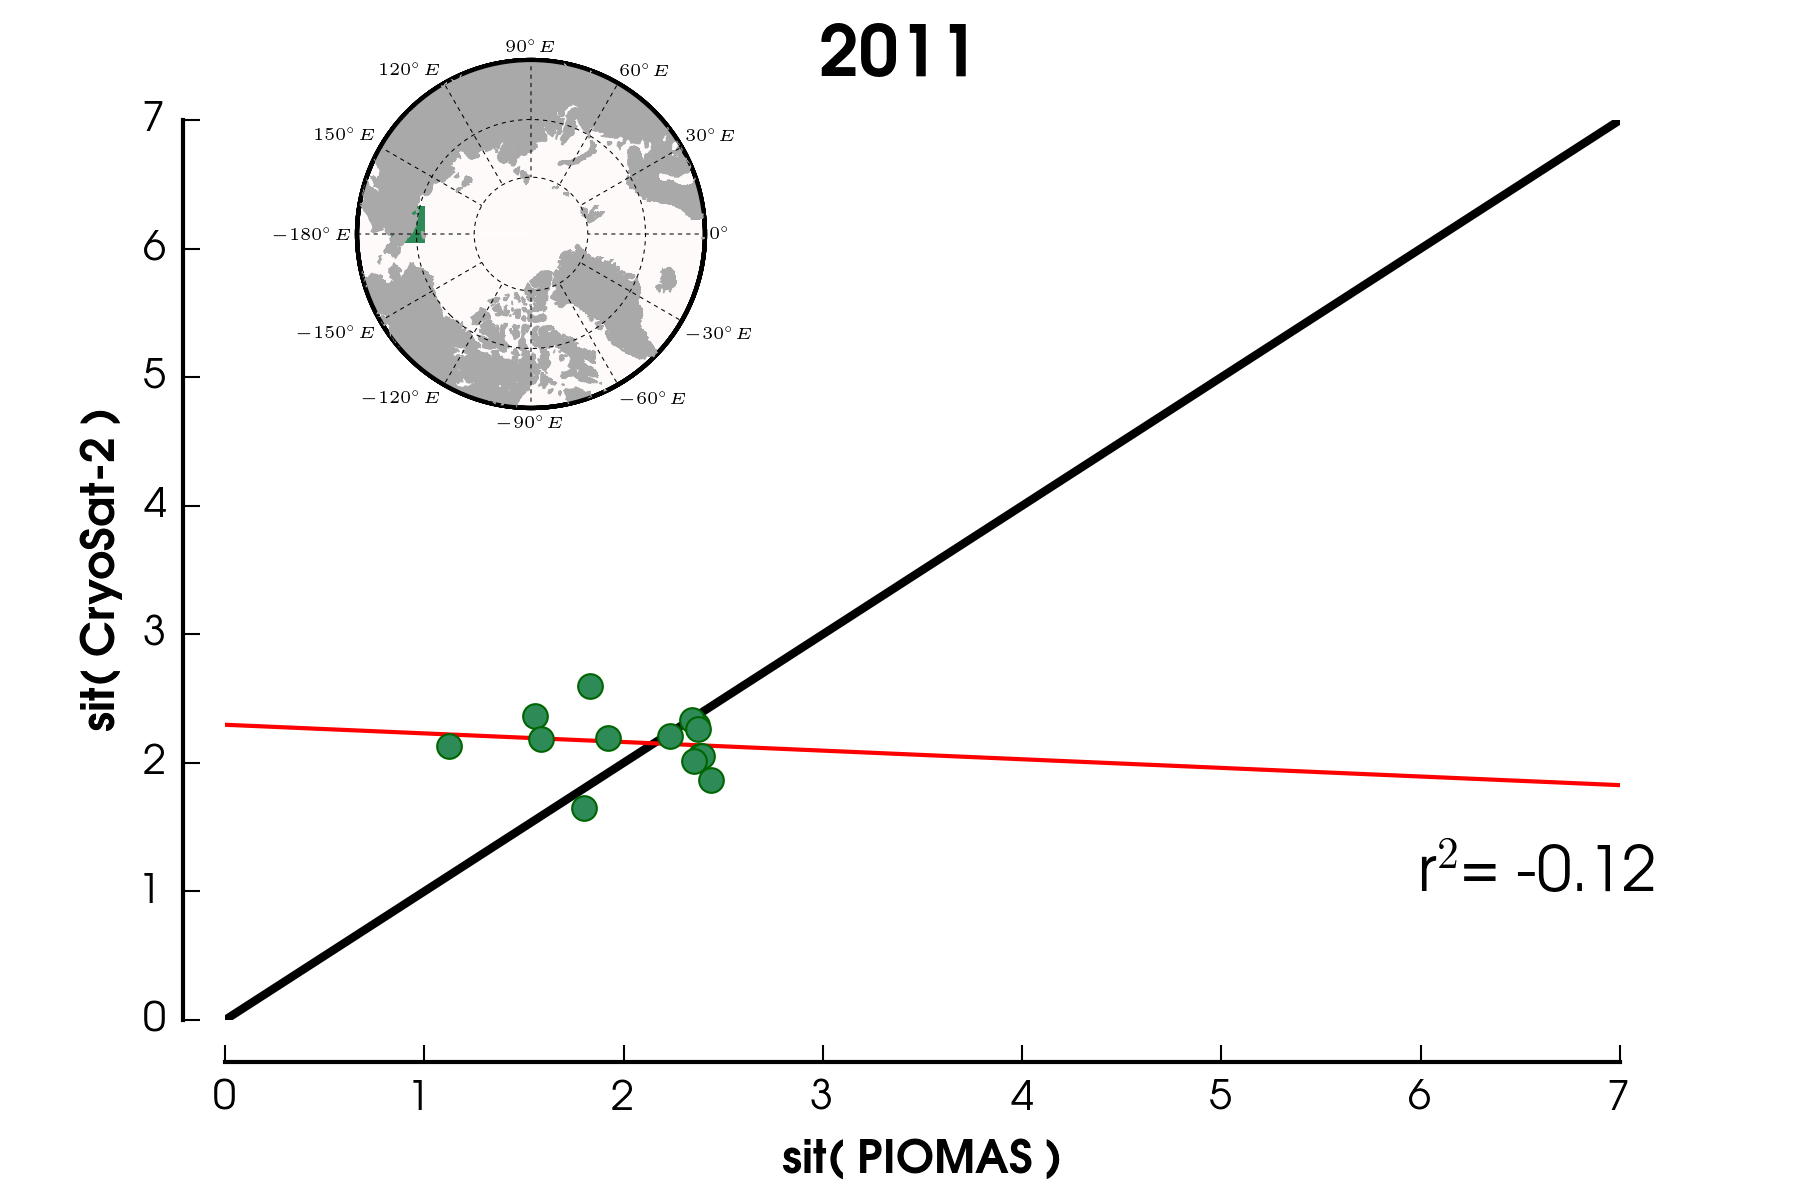 2011
90° E
120° E
60° E
150° E
30° E
−180° E
0°
−150° E
−30° E
−120° E
−60° E
−90° E
7
6
5
4
3
2
1
0
sit( CryoSat-2 )
r²= -0.12
0 1 2 3 4 5 6 7
sit( PIOMAS )